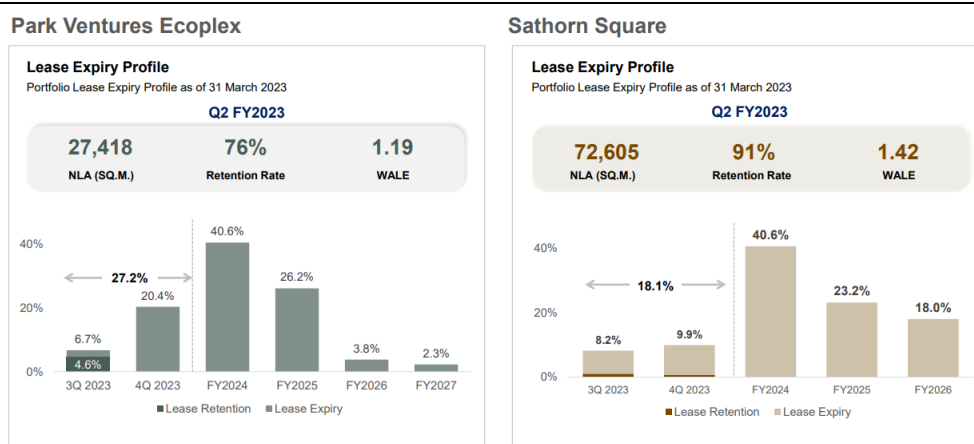 Park Ventures Ecoplex
Lease Expiry Profile
Portfolio Lease Expiry Profile as of 31 March 2023
Q2 FY2023
27,418 76% 1.19
NLA (SQ.M.) Retention Rate WALE
40.6%
40%
27.2%
26.2%
20.4%
20%
6.7%
4.6%
3.8%
2.3%
0%
3Q 2023 4Q 2023 FY2024 FY2025 FY2026 FY2027
Lease Retention Lease Expiry
Sathorn Square
Lease Expiry Profile
Portfolio Lease Expiry Profile as of 31 March 2023
Q2 FY2023
72,605 91% 1.42
NLA (SQ.M.) Retention Rate WALE
40.6%
40%
18.1%
23.2%
18.0%
20%
8.2% 9.9%
0%
3Q 2023 4Q 2023 FY2024 FY2025 FY2026
Lease Retention Lease Expiry